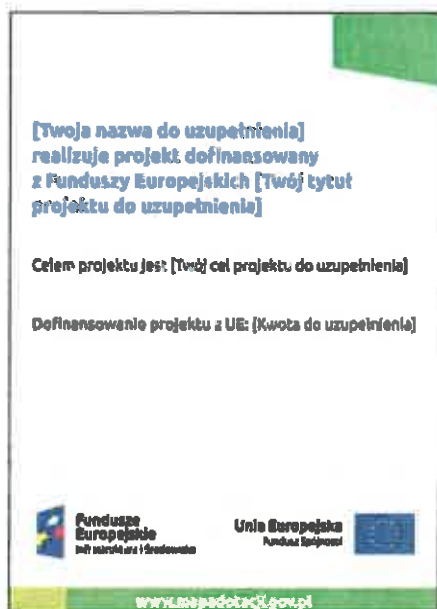 [Twoja nazwa do uzupełnienia]
realizuje projekt dofinansowany
z Funduszy Europejskich [Twój tytuł
projektu do uzupełnienia]
Celem projektu jest [Twój cel projektu do uzupełnienia]
Dofinansowanie projektu z UE: [Kwota do uzupełnienia]
Fundusze
Europejskie
Infrastruktura i Środowisko
Unia Europejska
Fundusz Spójności
www.mapadotacji.gov.pl